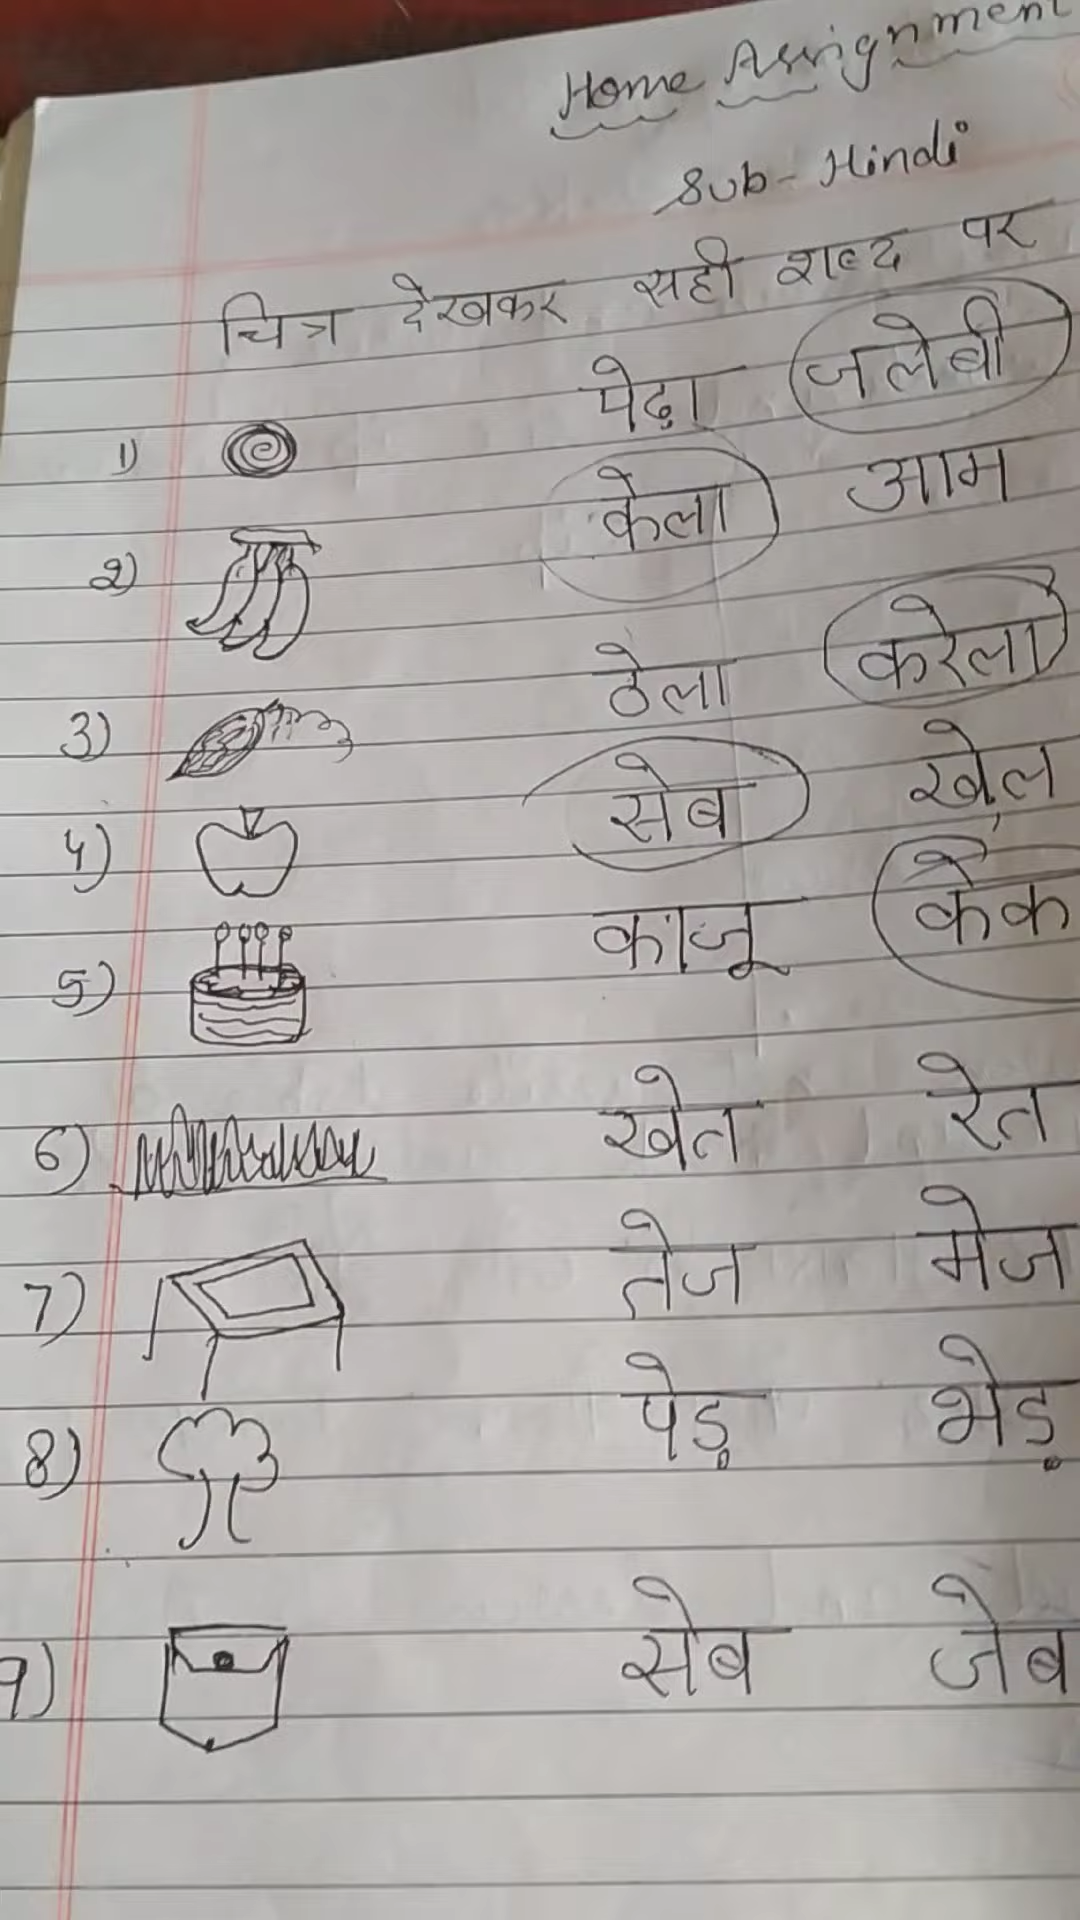 Home Assignment
Sub- Hindi
चित्र देखकर सही शब्द पर
1) पेढ़ा जलेबी
2) केला आम
3) ठेला करेला
4) सेब खेल
5) काजू केक
6) खेत रेत
7) तेज मेज
8) पेड़ भेड़
9) सेब जेब